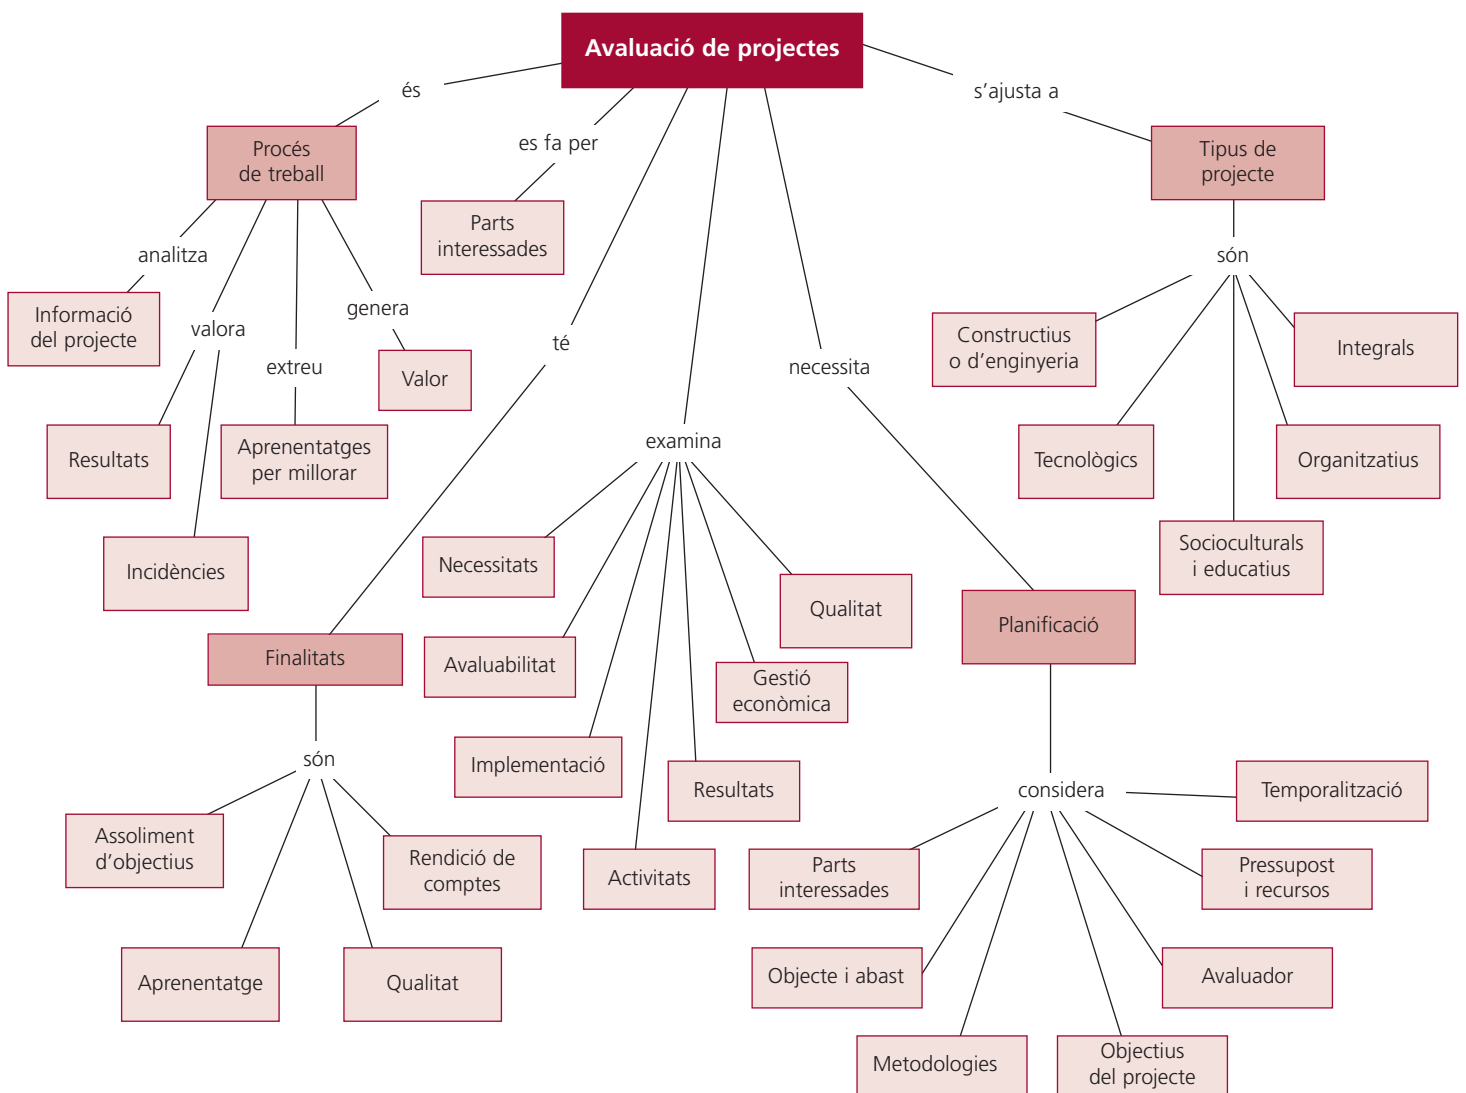 Avaluació de projectes
és
es fa per
s’ajusta a
Procés
de treball
Parts
interessades
Tipus de
projecte
analitza
valora
extreu
genera
Informació
del projecte
Resultats
Incidències
Aprenentatges
per millorar
Valor
té
examina
necessita
són
Constructius
o d’enginyeria
Tecnològics
Socioculturals
i educatius
Organitzatius
Integrals
Finalitats
són
Assoliment
d’objectius
Aprenentatge
Qualitat
Rendició de
comptes
Necessitats
Avaluabilitat
Implementació
Activitats
Resultats
Gestió
econòmica
Qualitat
Planificació
considera
Parts
interessades
Objecte i abast
Metodologies
Objectius
del projecte
Avaluador
Pressupost
i recursos
Temporalització